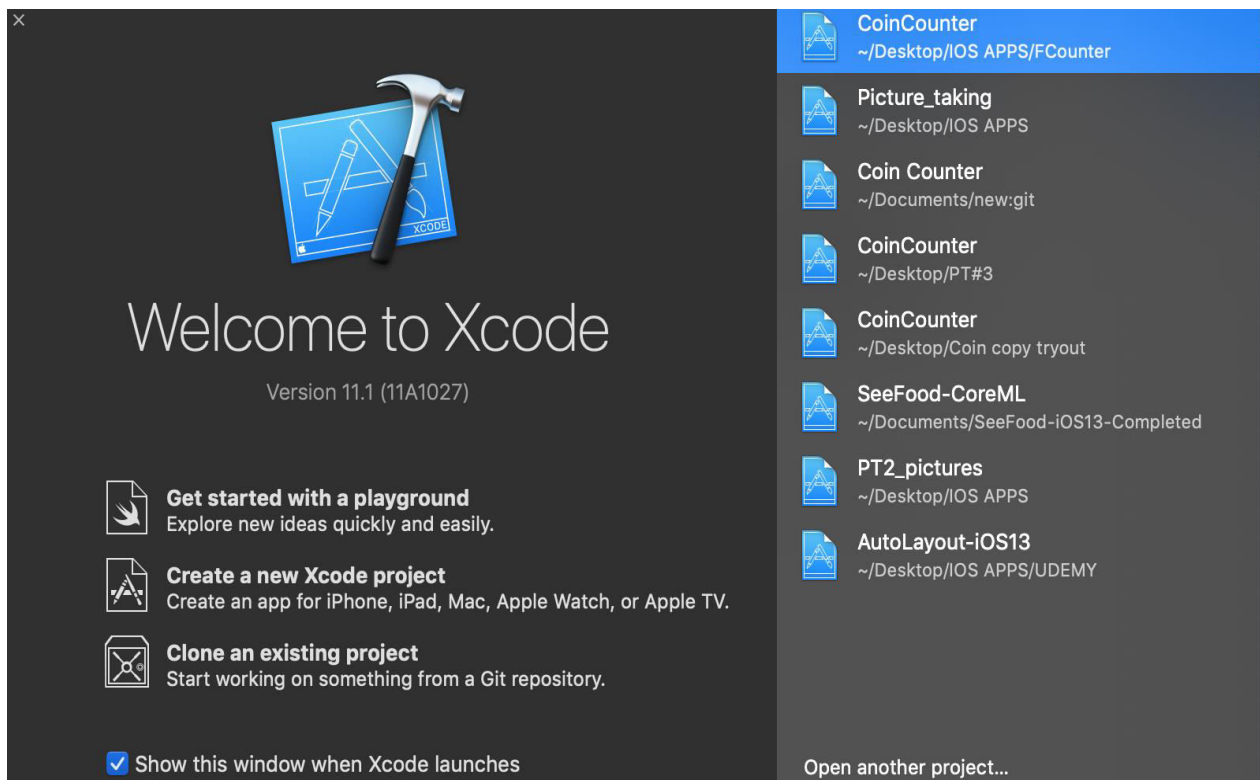 XCODE
Welcome to Xcode
Version 11.1 (11A1027)
Get started with a playground
Explore new ideas quickly and easily.
Create a new Xcode project
Create an app for iPhone, iPad, Mac, Apple Watch, or Apple TV.
Clone an existing project
Start working on something from a Git repository.
Show this window when Xcode launches
CoinCounter
~/Desktop/IOS APPS/FCounter
Picture_taking
~/Desktop/IOS APPS
Coin Counter
~/Documents/new:git
CoinCounter
~/Desktop/PT#3
CoinCounter
~/Desktop/Coin copy tryout
SeeFood-CoreML
~/Documents/SeeFood-iOS13-Completed
PT2_pictures
~/Desktop/IOS APPS
AutoLayout-iOS13
~/Desktop/IOS APPS/UDEMY
Open another project...